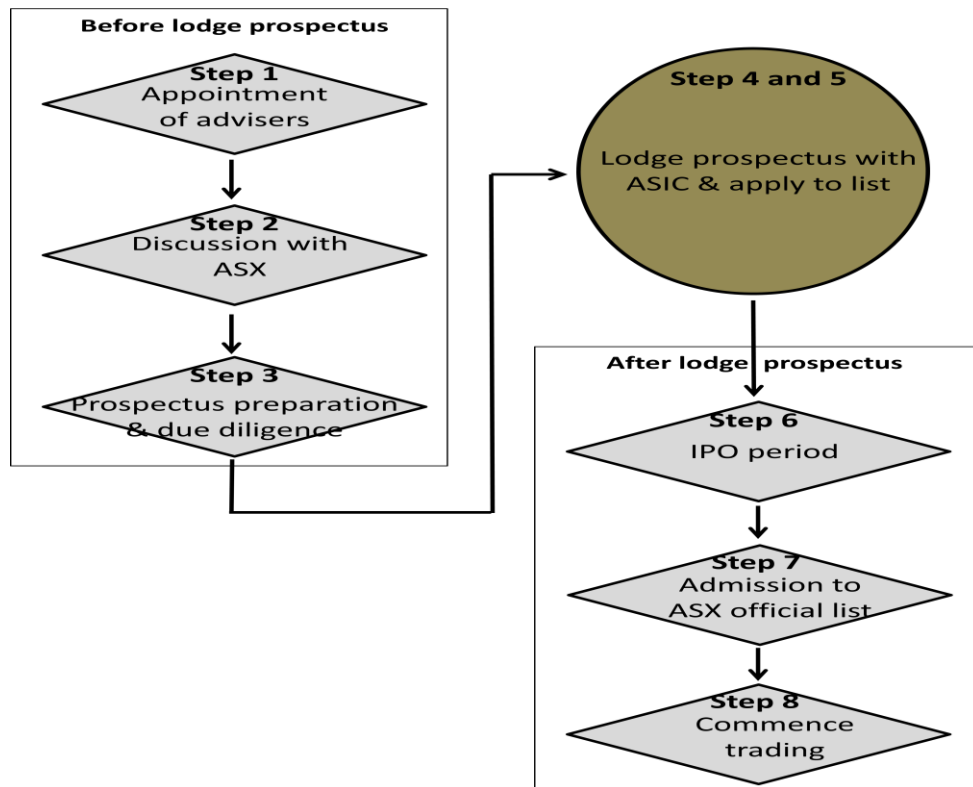 Before lodge prospectus
Step 1
Appointment
of advisers
Step 2
Discussion with
ASX
Step 3
Prospectus preparation
& due diligence
Step 4 and 5
Lodge prospectus with
ASIC & apply to list
After lodge prospectus
Step 6
IPO period
Step 7
Admission to
ASX official list
Step 8
Commence
trading